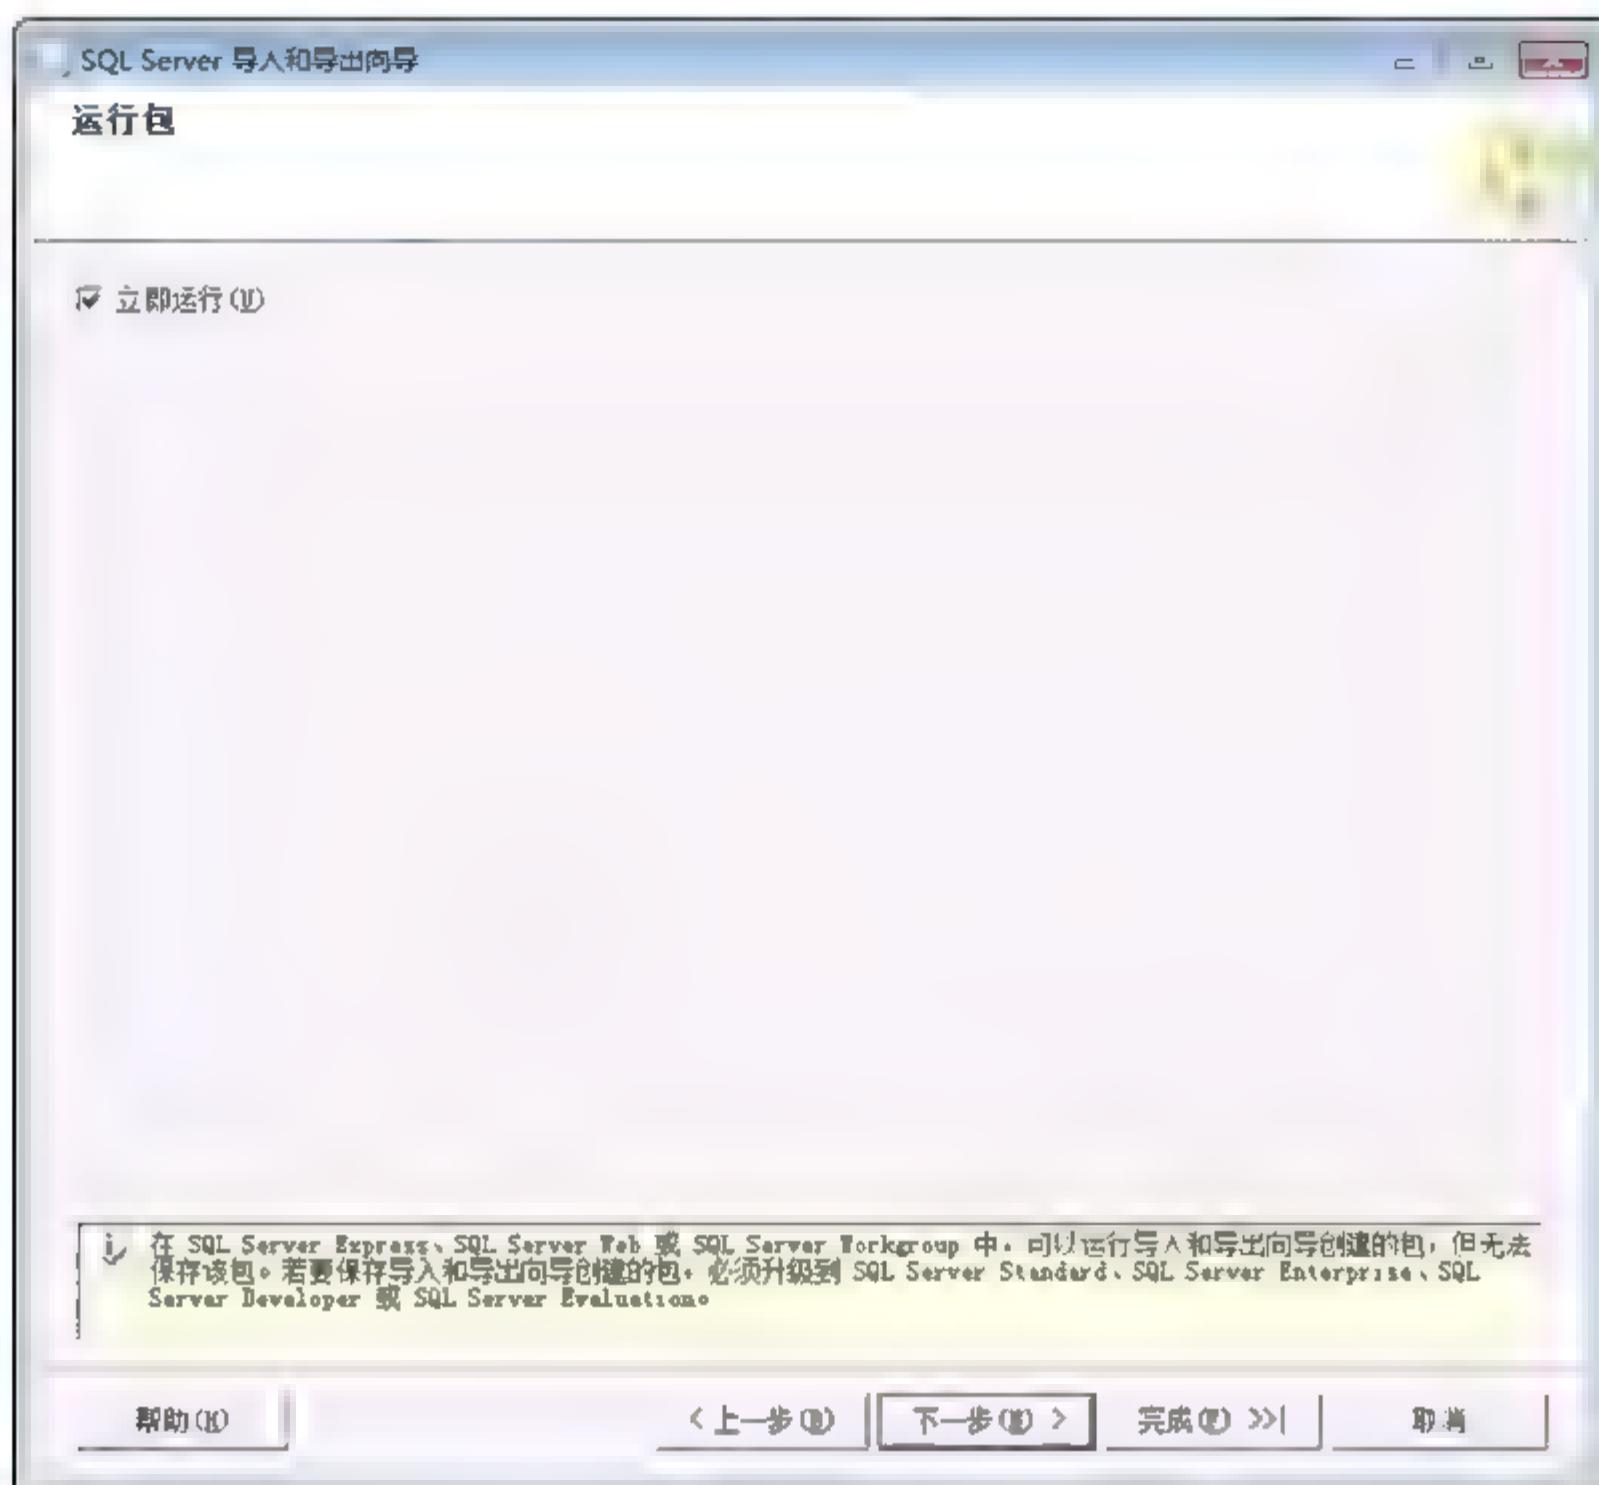 SQL Server 导入和导出向导
运行包
立即运行(U)
在 SQL Server Express、SQL Server Web 或 SQL Server Workgroup 中，可以运行导入和导出向导创建的包，但无法
保存该包。若要保存导入和导出向导创建的包，必须升级到 SQL Server Standard、SQL Server Enterprise、SQL
Server Developer 或 SQL Server Evaluation。
帮助(H)
< 上一步(B)
下一步(N) >
完成(F) >>|
取消